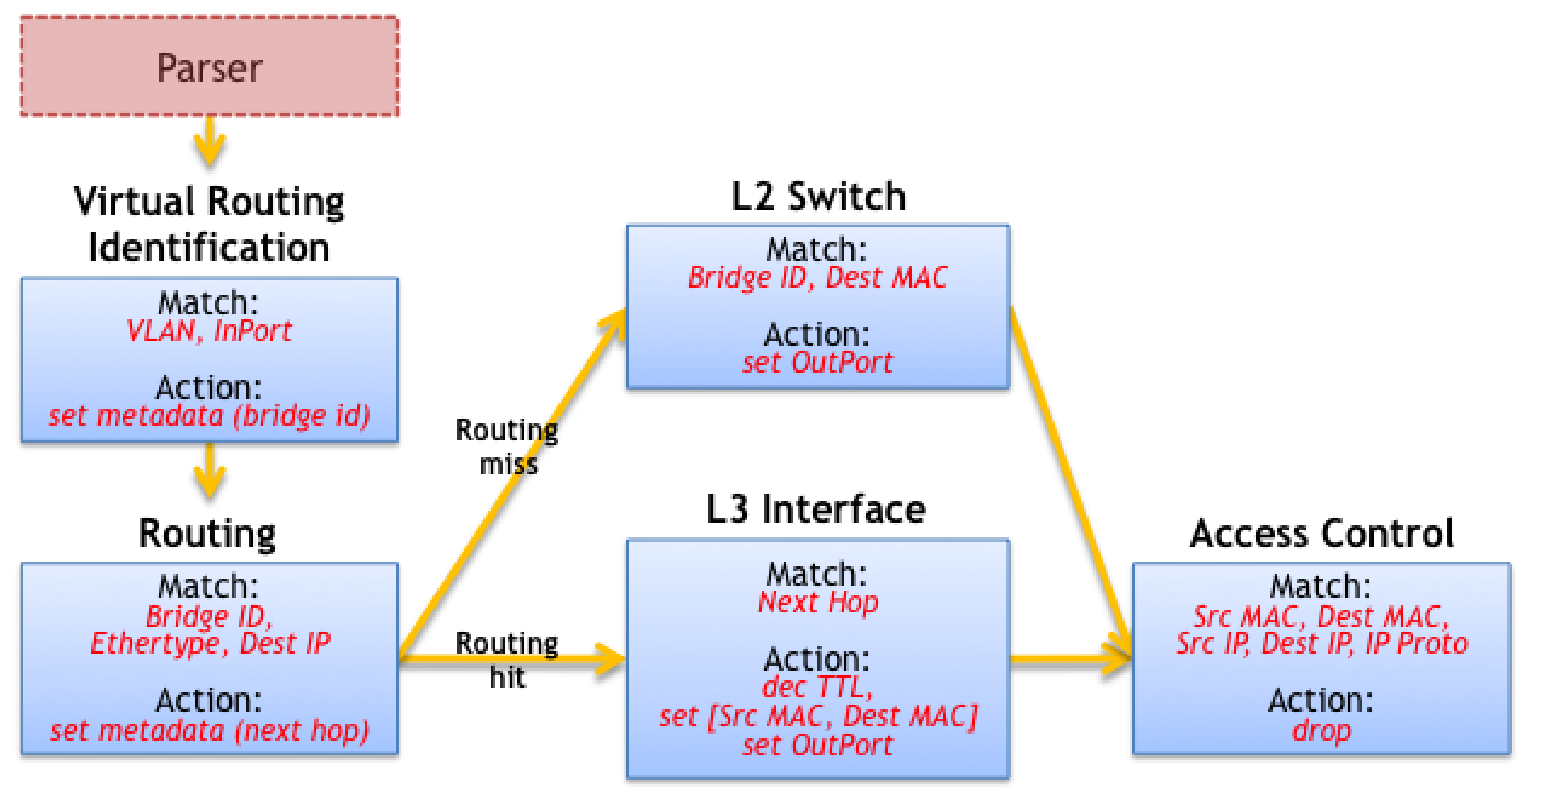 Parser
Virtual Routing
Identification
Match:
VLAN, InPort
Action:
set metadata (bridge id)
Routing
Match:
Bridge ID,
Ethertype, Dest IP
Action:
set metadata (next hop)
Routing
miss
Routing
hit
L2 Switch
Match:
Bridge ID, Dest MAC
Action:
set OutPort
L3 Interface
Match:
Next Hop
Action:
dec TTL,
set [Src MAC, Dest MAC]
set OutPort
Access Control
Match:
Src MAC, Dest MAC,
Src IP, Dest IP, IP Proto
Action:
drop